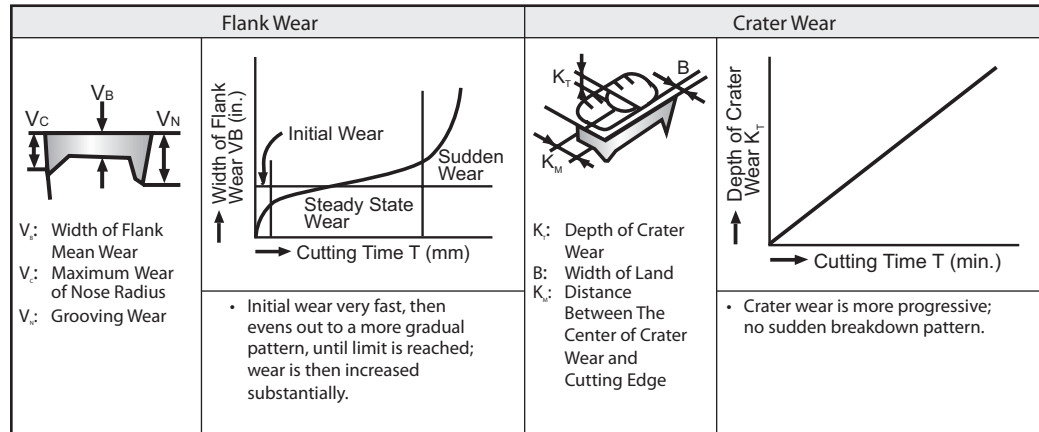 Flank Wear
Crater Wear
VB
VC
VN
Width of Flank
Wear VB (in.)
Initial Wear
Sudden
Wear
Steady State
Wear
Cutting Time T (mm)
VB: Width of Flank
Mean Wear
VC: Maximum Wear
of Nose Radius
VN: Grooving Wear
• Initial wear very fast, then
evens out to a more gradual
pattern, until limit is reached;
wear is then increased
substantially.
KT
B
KM
KT: Depth of Crater
Wear
B: Width of Land
KM: Distance
Between The
Center of Crater
Wear and
Cutting Edge
Depth of Crater
Wear KT
Cutting Time T (min.)
• Crater wear is more progressive;
no sudden breakdown pattern.